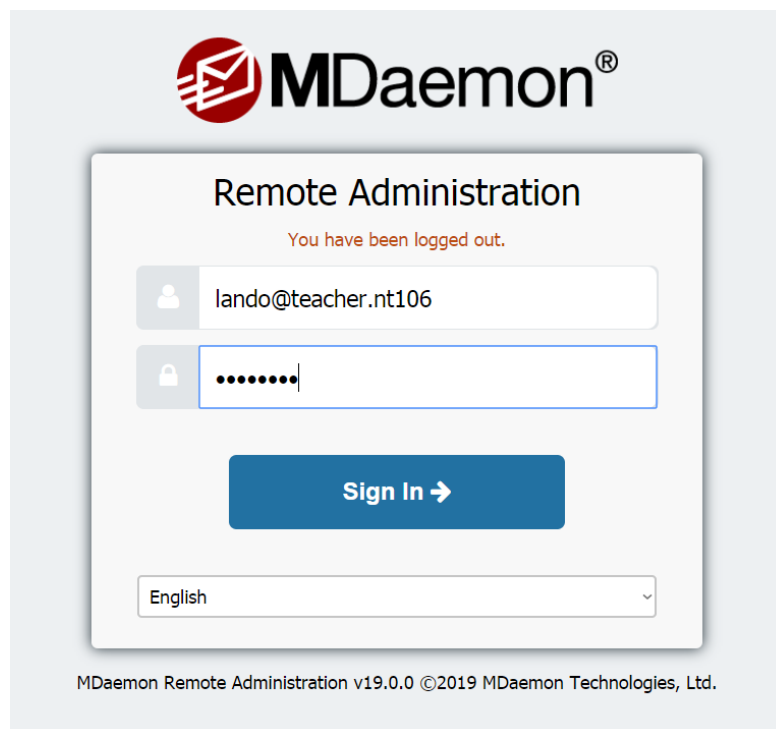 MDaemon®
Remote Administration
You have been logged out.
lando@teacher.nt106
••••••••
Sign In
English
MDaemon Remote Administration v19.0.0 ©2019 MDaemon Technologies, Ltd.